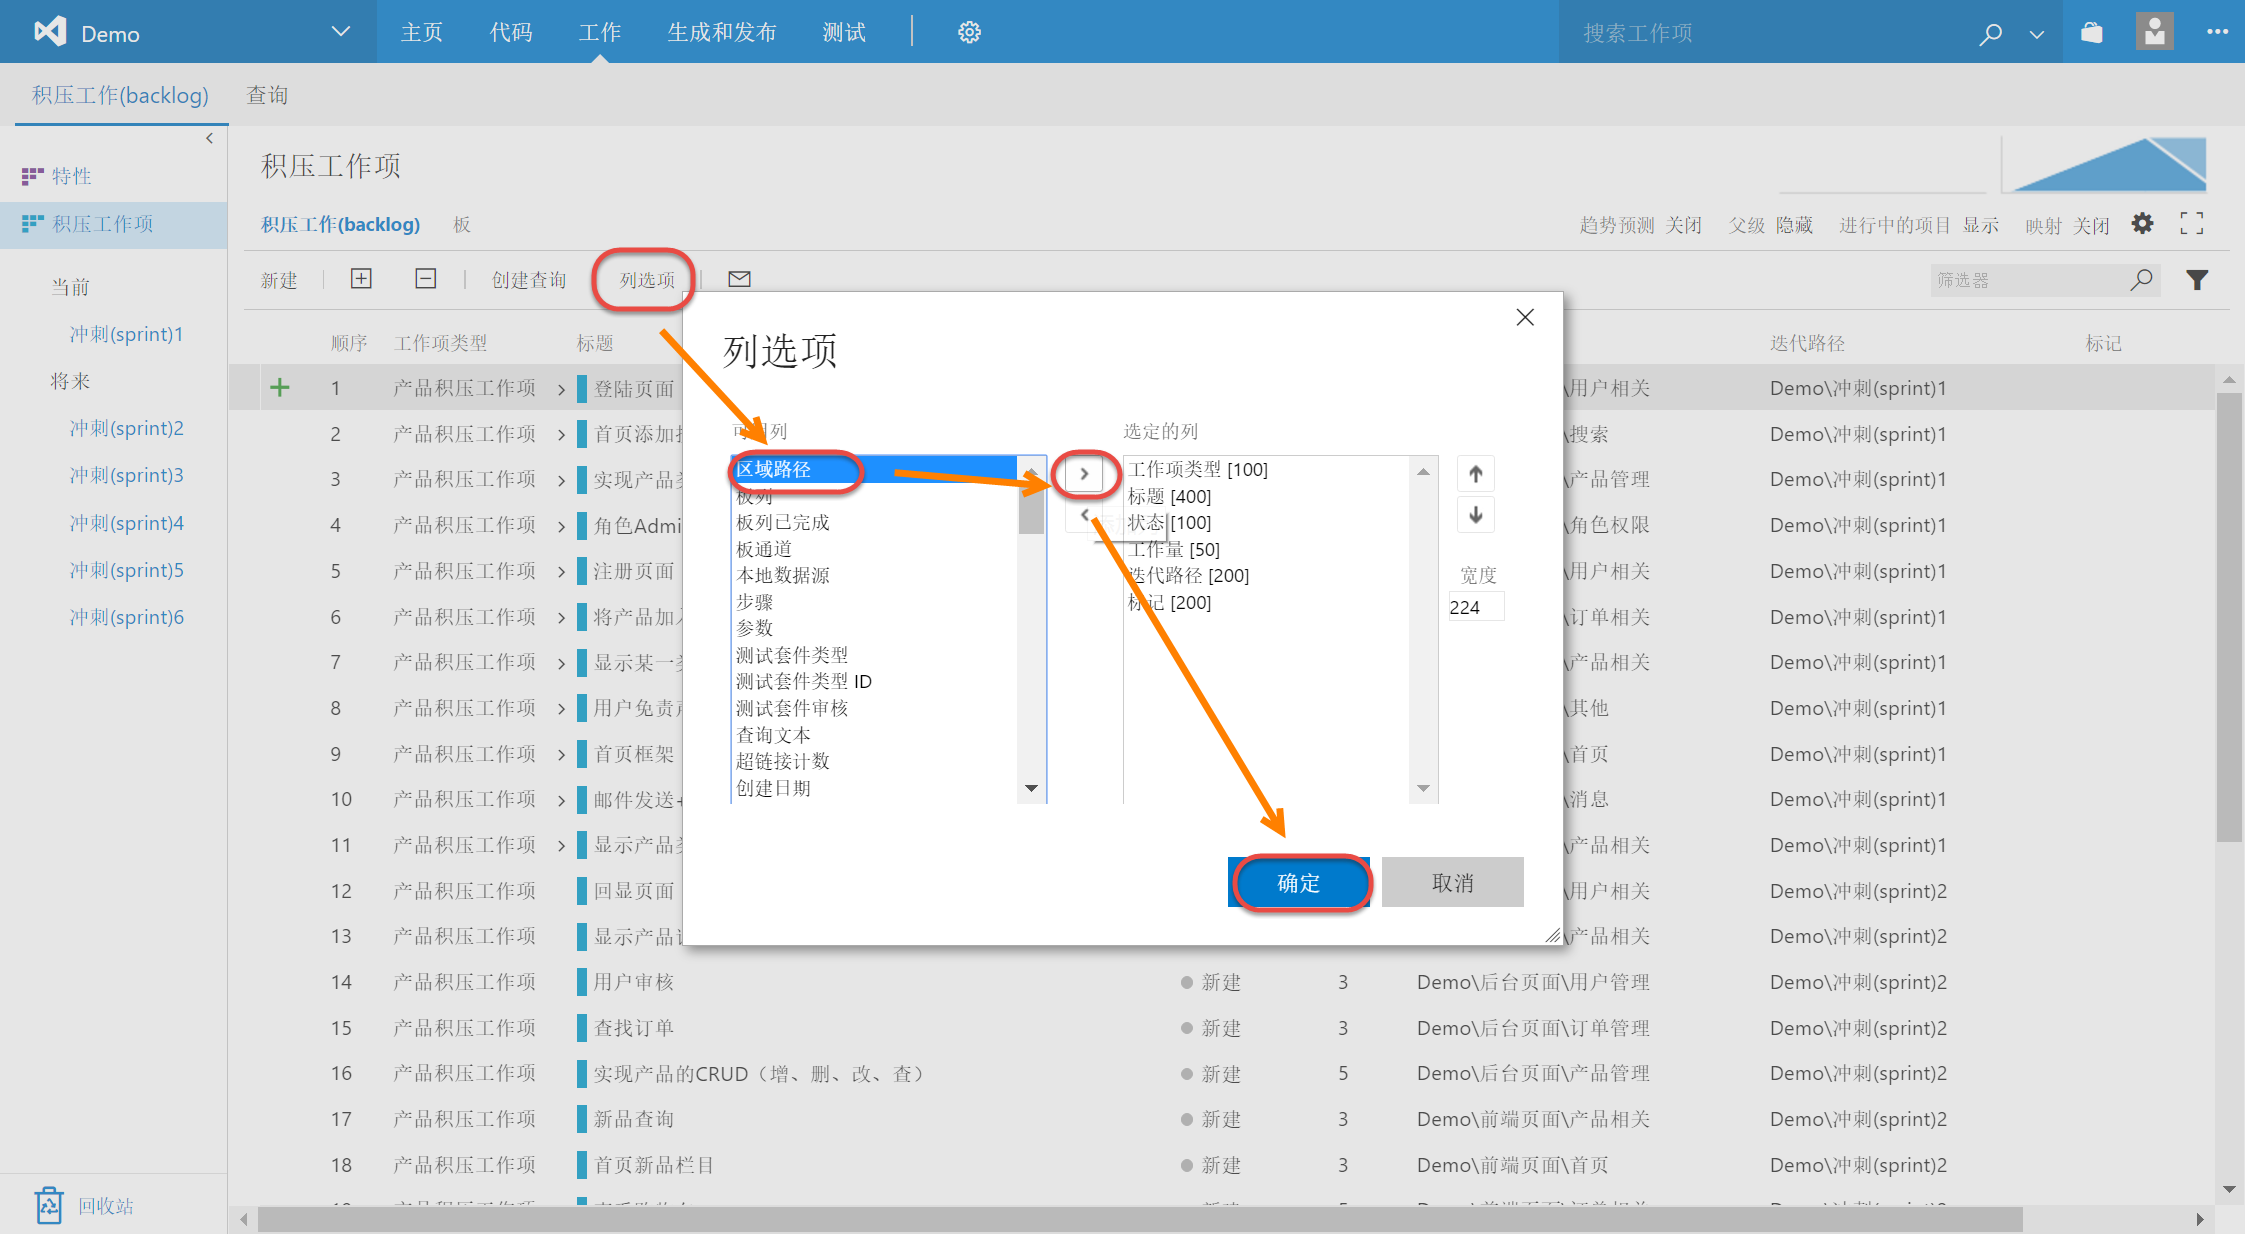 Demo
主页 代码 工作 生成和发布 测试
搜索工作项
积压工作(backlog) 查询
特性
积压工作项
当前
冲刺(sprint)1
将来
冲刺(sprint)2
冲刺(sprint)3
冲刺(sprint)4
冲刺(sprint)5
冲刺(sprint)6
回收站
积压工作项
积压工作(backlog) 板
趋势预测 关闭 父级 隐藏 进行中的项目 显示 映射 关闭
新建 创建查询 列选项
筛选器
顺序 工作项类型 标题 迭代路径 标记
1 产品积压工作项 登陆页面 \用户相关 Demo\冲刺(sprint)1
2 产品积压工作项 首页添加 \搜索 Demo\冲刺(sprint)1
3 产品积压工作项 实现产品 \产品管理 Demo\冲刺(sprint)1
4 产品积压工作项 角色Admi \角色权限 Demo\冲刺(sprint)1
5 产品积压工作项 注册页面 \用户相关 Demo\冲刺(sprint)1
6 产品积压工作项 将产品加 \订单相关 Demo\冲刺(sprint)1
7 产品积压工作项 显示某一 \产品相关 Demo\冲刺(sprint)1
8 产品积压工作项 用户免责 \其他 Demo\冲刺(sprint)1
9 产品积压工作项 首页框架 \首页 Demo\冲刺(sprint)1
10 产品积压工作项 邮件发送+ \消息 Demo\冲刺(sprint)1
11 产品积压工作项 显示产品 \产品相关 Demo\冲刺(sprint)1
12 产品积压工作项 回显页面 \用户相关 Demo\冲刺(sprint)2
13 产品积压工作项 显示产品 \产品相关 Demo\冲刺(sprint)2
14 产品积压工作项 用户审核 新建 3 Demo\后台页面\用户管理 Demo\冲刺(sprint)2
15 产品积压工作项 查找订单 新建 3 Demo\后台页面\订单管理 Demo\冲刺(sprint)2
16 产品积压工作项 实现产品的CRUD（增、删、改、查） 新建 5 Demo\后台页面\产品管理 Demo\冲刺(sprint)2
17 产品积压工作项 新品查询 新建 3 Demo\前端页面\产品相关 Demo\冲刺(sprint)2
18 产品积压工作项 首页新品栏目 新建 3 Demo\前端页面\首页 Demo\冲刺(sprint)2
列选项
列
区域路径
板列
板列已完成
板通道
本地数据源
步骤
参数
测试套件类型
测试套件类型 ID
测试套件审核
查询文本
超链接计数
创建日期
选定的列
工作项类型 [100]
标题 [400]
状态 [100]
工作量 [50]
迭代路径 [200]
标记 [200]
宽度
224
确定 取消